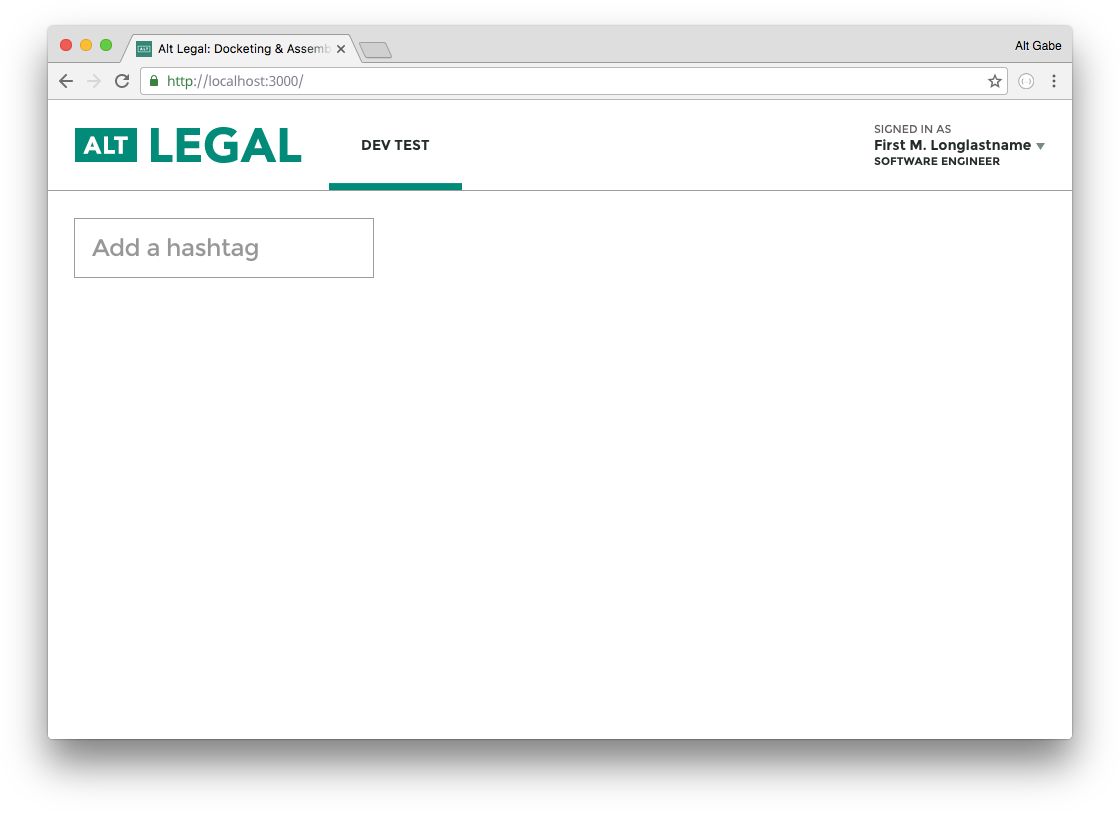 Alt Legal: Docketing & Assemb
Alt Gabe
http://localhost:3000/
ALT LEGAL
DEV TEST
SIGNED IN AS
First M. Longlastname
SOFTWARE ENGINEER
Add a hashtag